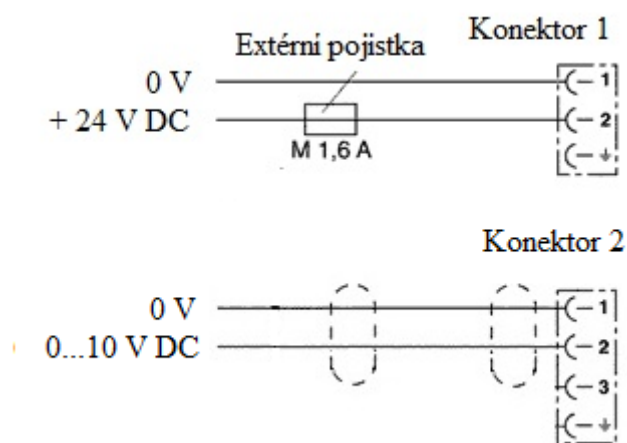 Konektor 1
Extérní pojistka
0 V
1
+ 24 V DC
2
M 1,6 A
Konektor 2
0 V
1
0...10 V DC
2
3